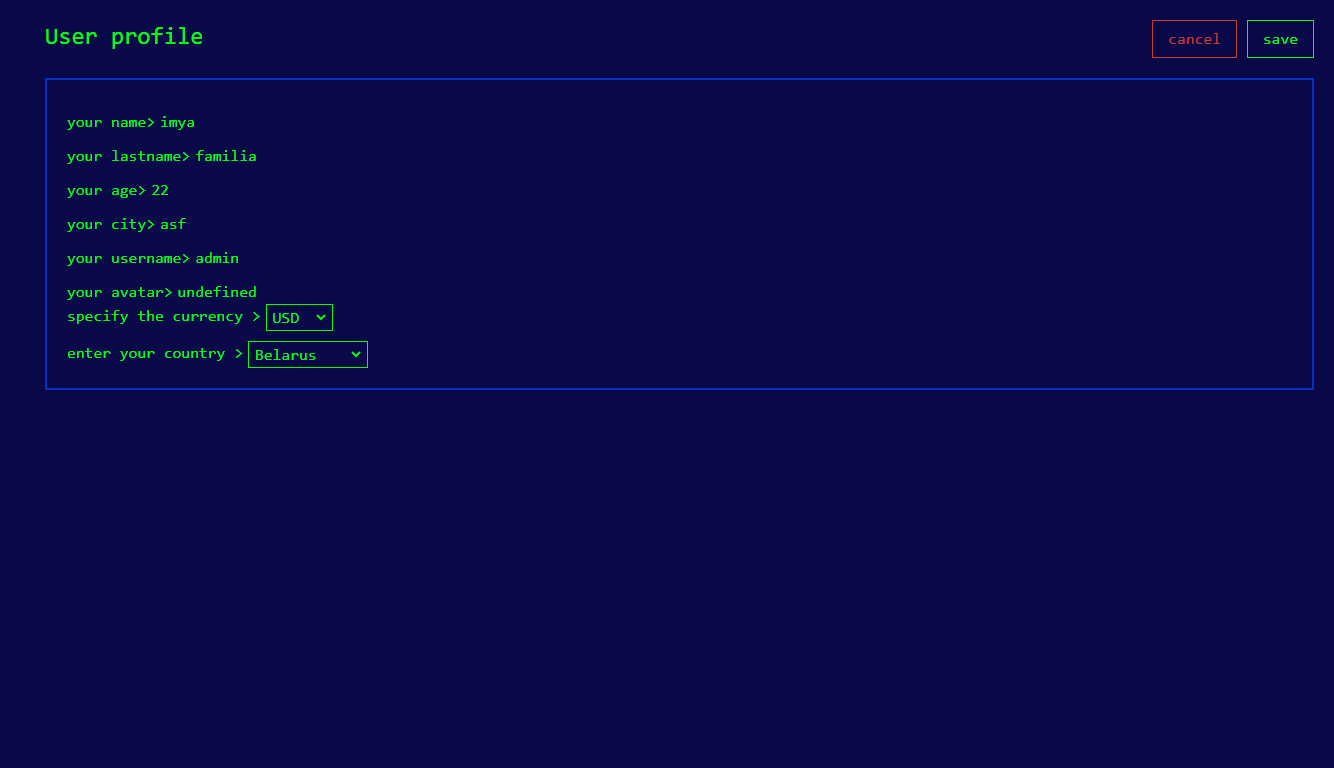 User profile
cancel
save
your name> imya
your lastname> familia
your age> 22
your city> asf
your username> admin
your avatar> undefined
specify the currency > USD
enter your country > Belarus